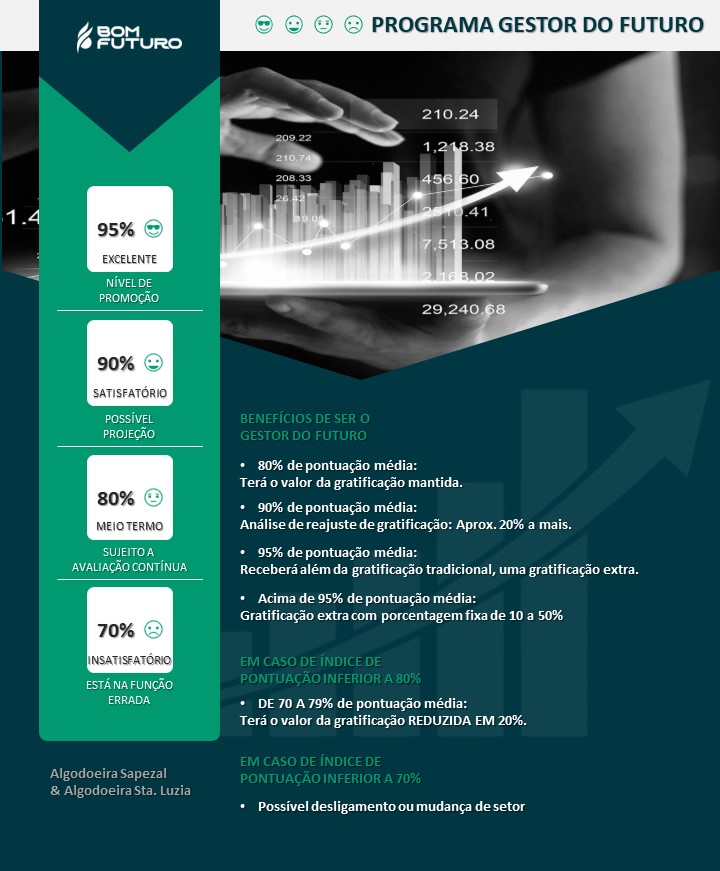 BOM
FUTURO
PROGRAMA GESTOR DO FUTURO
210.24
209.22
1,218.38
210.74
208.33
456.60
26.42
2510.41
7,513.08
2,168.02
29,240.68
95%
EXCELENTE
NÍVEL DE
PROMOÇÃO
90%
SATISFATÓRIO
POSSÍVEL
PROJEÇÃO
80%
MEIO TERMO
SUJEITO A
AVALIAÇÃO CONTÍNUA
70%
INSATISFATÓRIO
ESTÁ NA FUNÇÃO
ERRADA
Algodoeira Sapezal
& Algodoeira Sta. Luzia
BENEFÍCIOS DE SER O
GESTOR DO FUTURO
• 80% de pontuação média:
Terá o valor da gratificação mantida.
• 90% de pontuação média:
Análise de reajuste de gratificação: Aprox. 20% a mais.
• 95% de pontuação média:
Receberá além da gratificação tradicional, uma gratificação extra.
• Acima de 95% de pontuação média:
Gratificação extra com porcentagem fixa de 10 a 50%
EM CASO DE ÍNDICE DE
PONTUAÇÃO INFERIOR A 80%
• DE 70 A 79% de pontuação média:
Terá o valor da gratificação REDUZIDA EM 20%.
EM CASO DE ÍNDICE DE
PONTUAÇÃO INFERIOR A 70%
• Possível desligamento ou mudança de setor